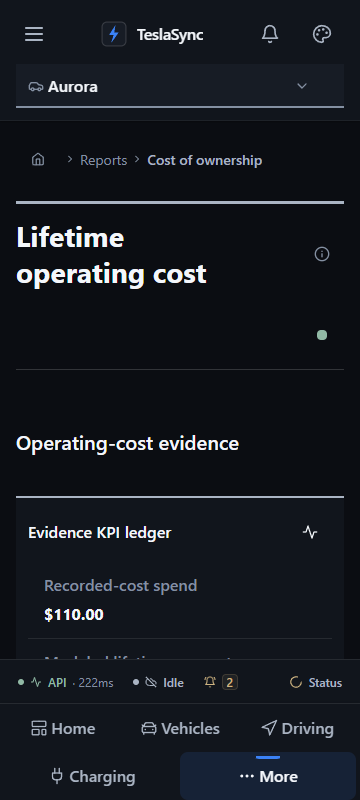 TeslaSync
Aurora
Reports
Cost of ownership
Lifetime
operating cost
Operating-cost evidence
Evidence KPI ledger
Recorded-cost spend
$110.00
API · 222ms
Idle
2
Status
Home
Vehicles
Driving
Charging
More